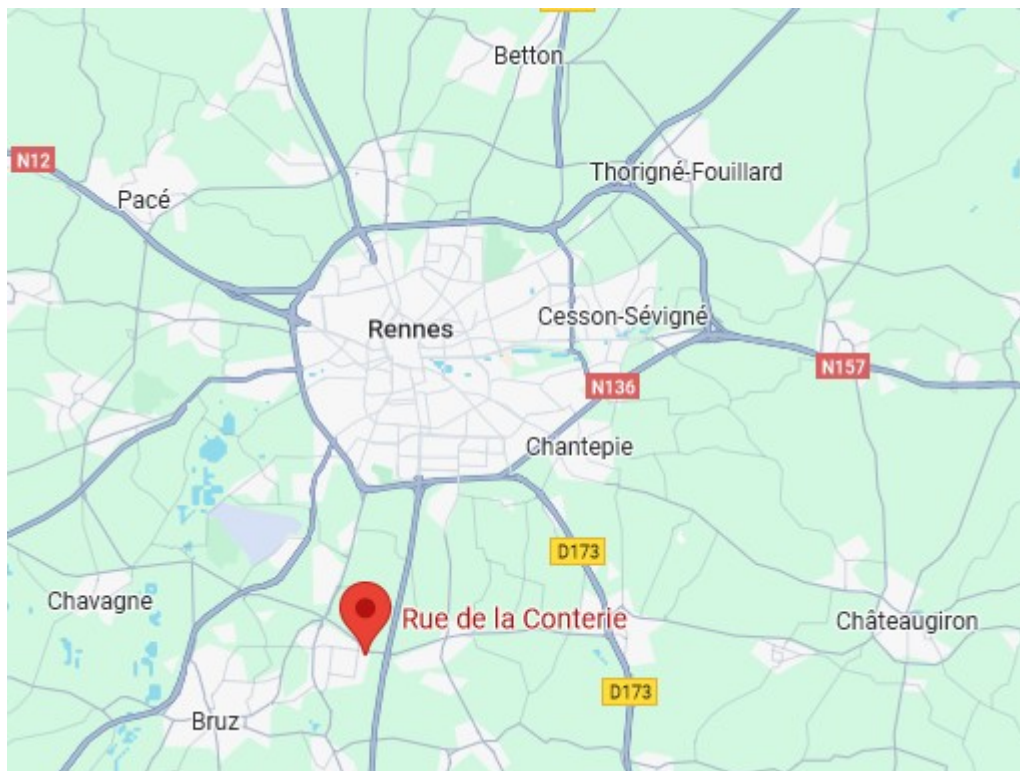 Betton
N12
Thorigné-Fouillard
Pacé
Cesson-Sévigné
Rennes
N157
N136
Chantepie
D173
Chavagne
Rue de la Conterie
Châteaugiron
D173
Bruz